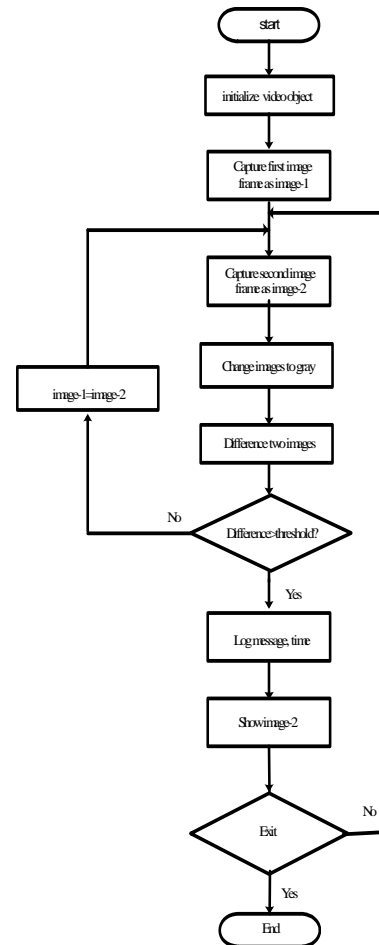 start
initialize video object
Capture first image
frame as image-1
Capture second image
frame as image-2
Change images to gray
image-1=image-2
Difference two images
No
Difference>threshold?
Yes
Log message, time
Show image-2
Exit
No
Yes
End